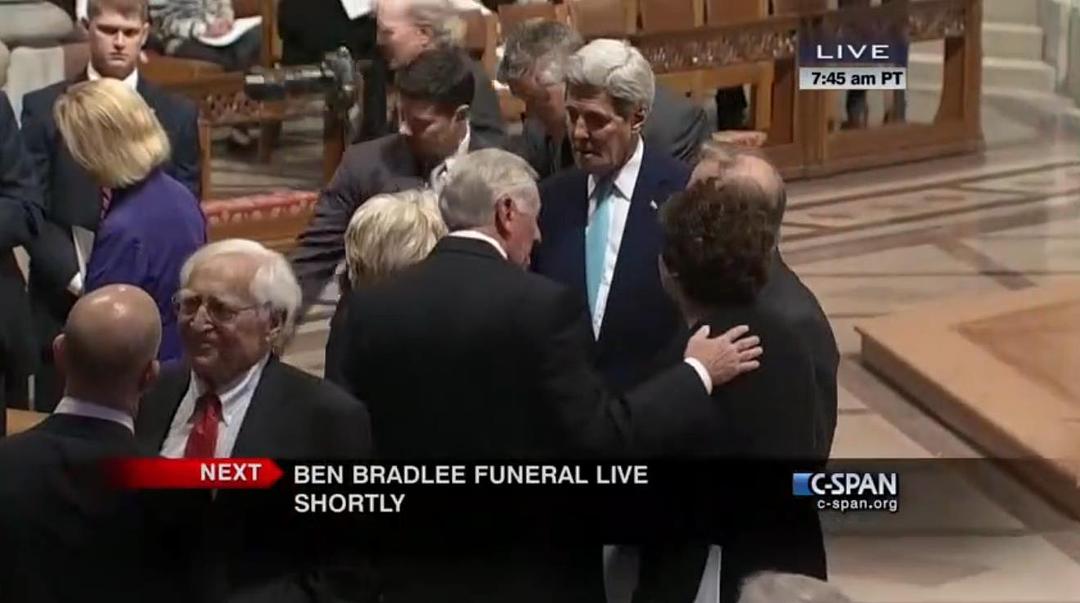 LIVE
7:45 am PT
NEXT
BEN BRADLEE FUNERAL LIVE
SHORTLY
C-SPAN
c-span.org